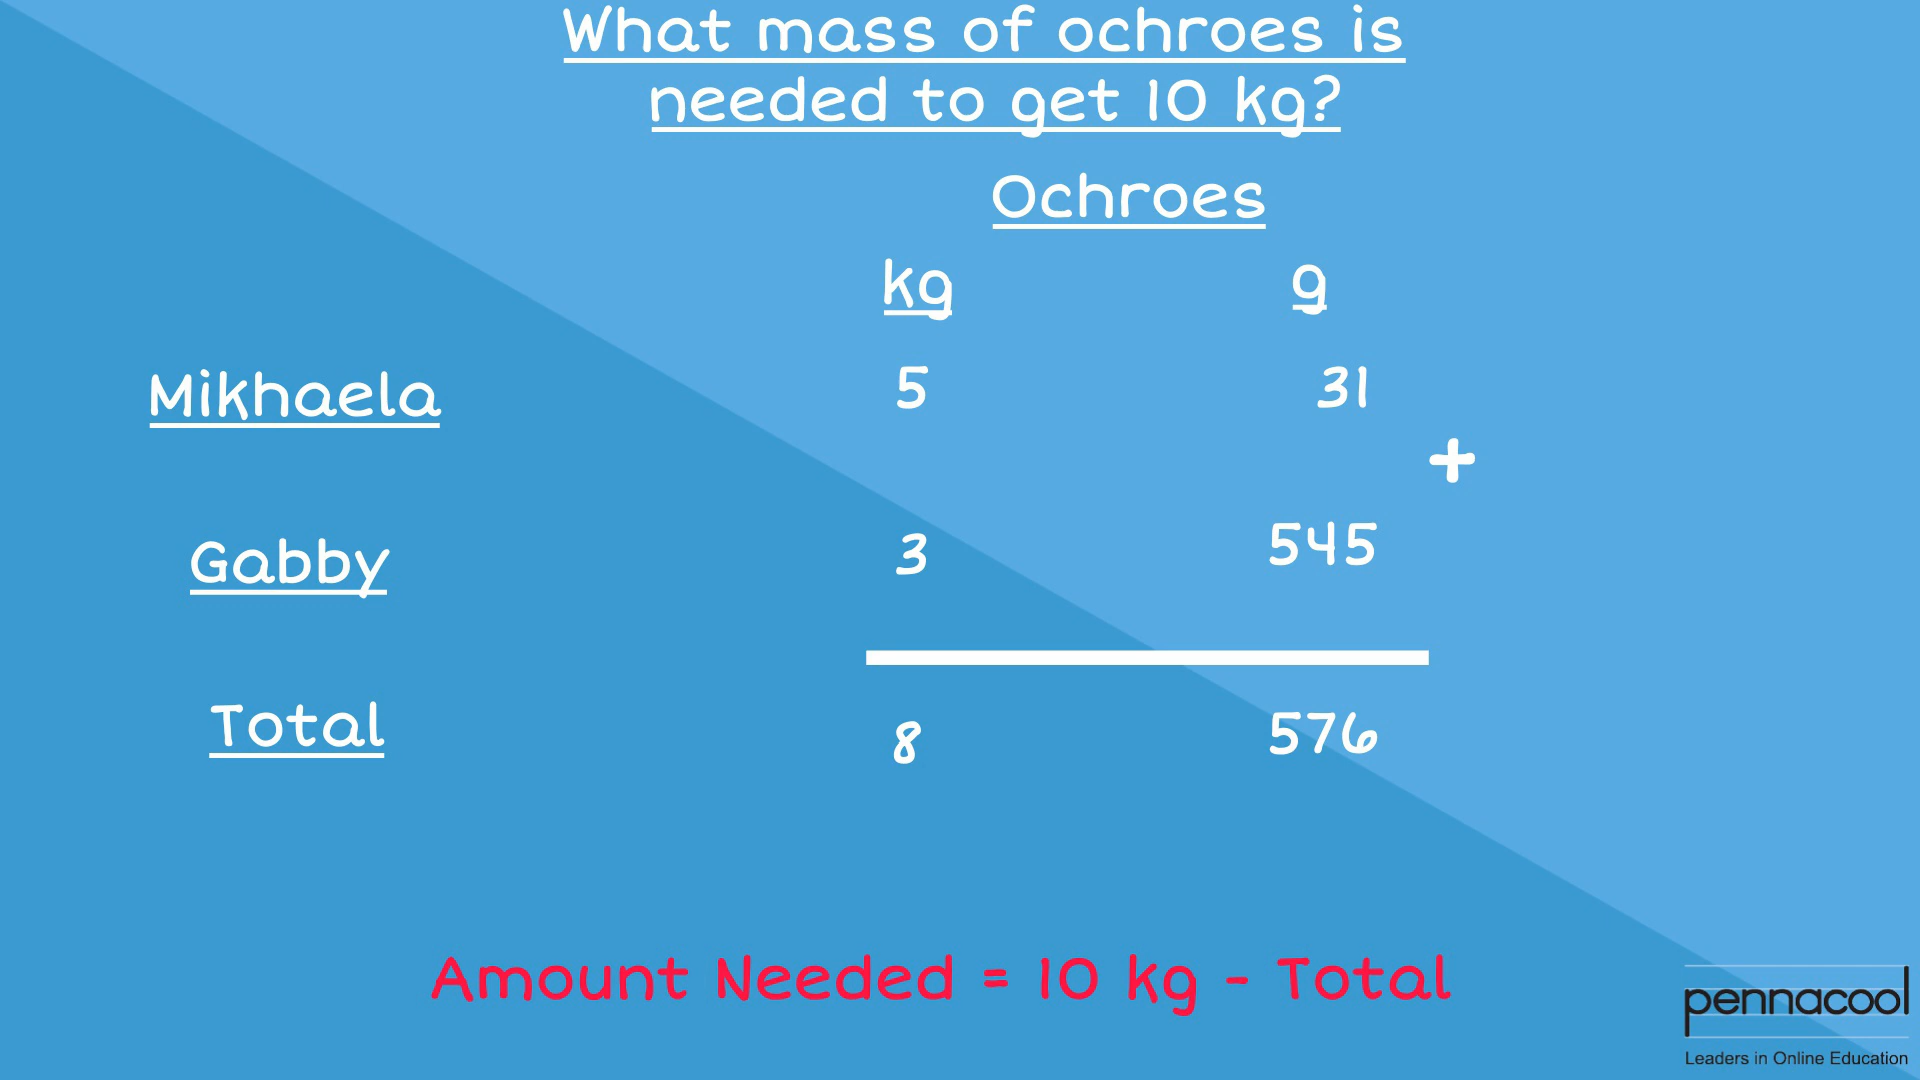 What mass of ochroes is
needed to get 10 kg?
Ochroes
kg g
Mikhaela 5 31
+
Gabby 3 545
Total 8 576
Amount Needed = 10 kg - Total
pennacool
Leaders in Online Education